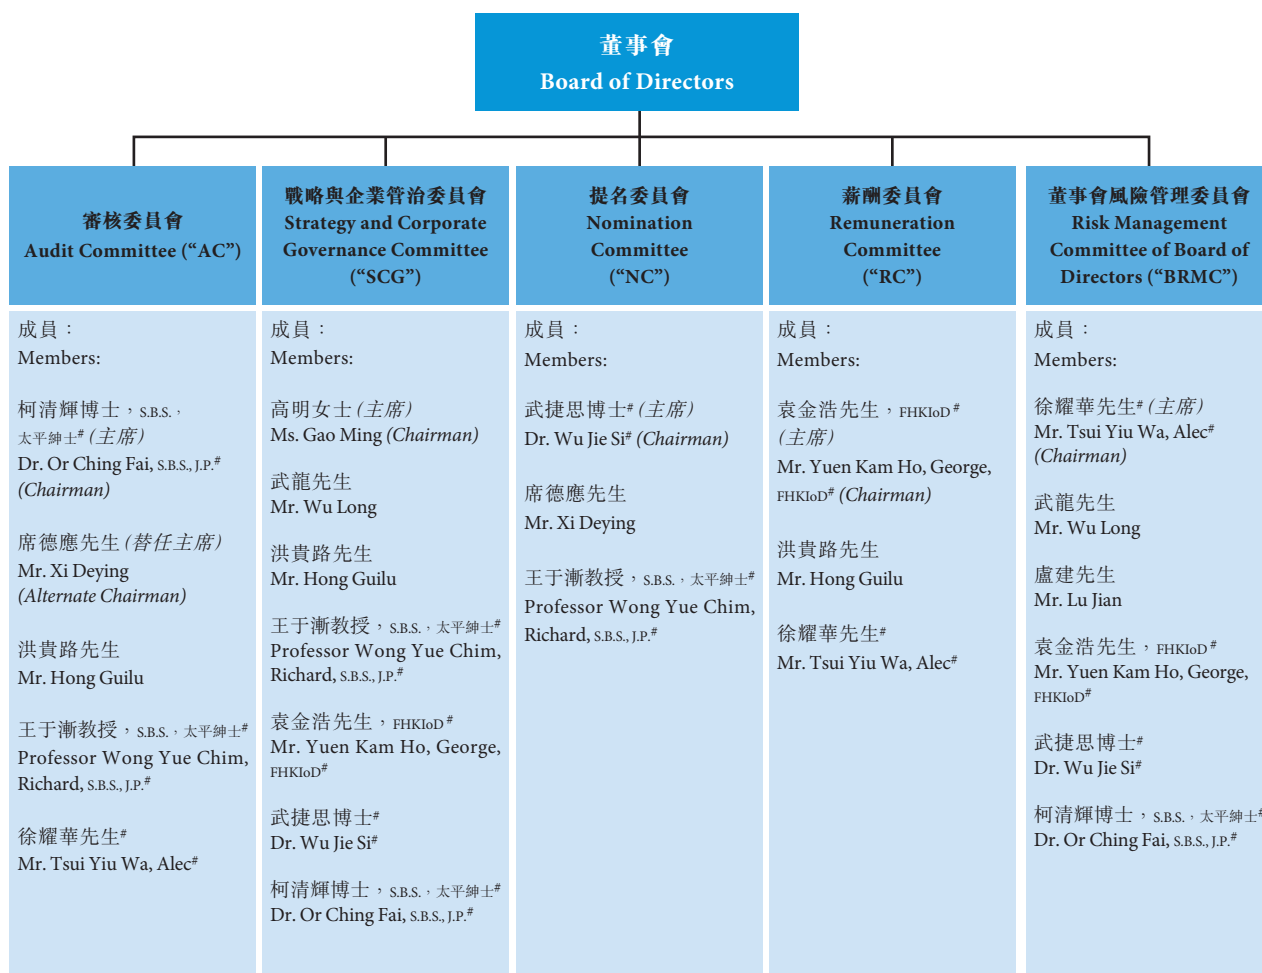 董事會
Board of Directors
審核委員會
Audit Committee (“AC”)
戰略與企業管治委員會
Strategy and Corporate
Governance Committee
(“SCG”)
提名委員會
Nomination
Committee
(“NC”)
薪酬委員會
Remuneration
Committee
(“RC”)
董事會風險管理委員會
Risk Management
Committee of Board of
Directors (“BRMC”)
成員：
Members:
柯清輝博士，S.B.S.，
太平紳士# (主席)
Dr. Or Ching Fai, S.B.S., J.P.#
(Chairman)
席德應先生 (替任主席)
Mr. Xi Deying
(Alternate Chairman)
洪貴路先生
Mr. Hong Guilu
王于漸教授，S.B.S.，太平紳士#
Professor Wong Yue Chim,
Richard, S.B.S., J.P.#
徐耀華先生#
Mr. Tsui Yiu Wa, Alec#
成員：
Members:
高明女士 (主席)
Ms. Gao Ming (Chairman)
武龍先生
Mr. Wu Long
洪貴路先生
Mr. Hong Guilu
王于漸教授，S.B.S.，太平紳士#
Professor Wong Yue Chim,
Richard, S.B.S., J.P.#
袁金浩先生，FHKIoD#
Mr. Yuen Kam Ho, George,
FHKIoD#
武捷思博士#
Dr. Wu Jie Si#
柯清輝博士，S.B.S.，太平紳士#
Dr. Or Ching Fai, S.B.S., J.P.#
成員：
Members:
武捷思博士# (主席)
Dr. Wu Jie Si# (Chairman)
席德應先生
Mr. Xi Deying
王于漸教授，S.B.S.，太平紳士#
Professor Wong Yue Chim,
Richard, S.B.S., J.P.#
成員：
Members:
袁金浩先生，FHKIoD#
(主席)
Mr. Yuen Kam Ho, George,
FHKIoD# (Chairman)
洪貴路先生
Mr. Hong Guilu
徐耀華先生#
Mr. Tsui Yiu Wa, Alec#
成員：
Members:
徐耀華先生# (主席)
Mr. Tsui Yiu Wa, Alec#
(Chairman)
武龍先生
Mr. Wu Long
盧建先生
Mr. Lu Jian
袁金浩先生，FHKIoD#
Mr. Yuen Kam Ho, George,
FHKIoD#
武捷思博士#
Dr. Wu Jie Si#
柯清輝博士，S.B.S.，太平紳士#
Dr. Or Ching Fai, S.B.S., J.P.#